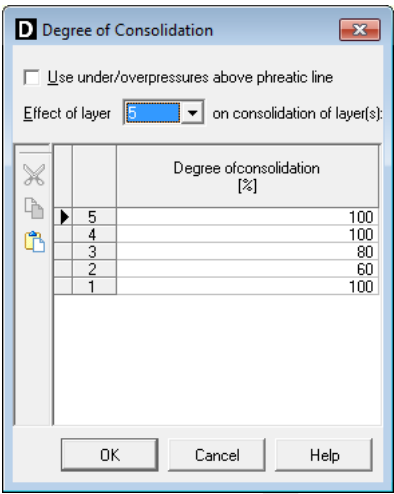 D Degree of Consolidation
Use under/overpressures above phreatic line
Effect of layer 5 on consolidation of layer(s):
Degree ofconsolidation
[%]
5 100
4 100
3 80
2 60
1 100
OK Cancel Help